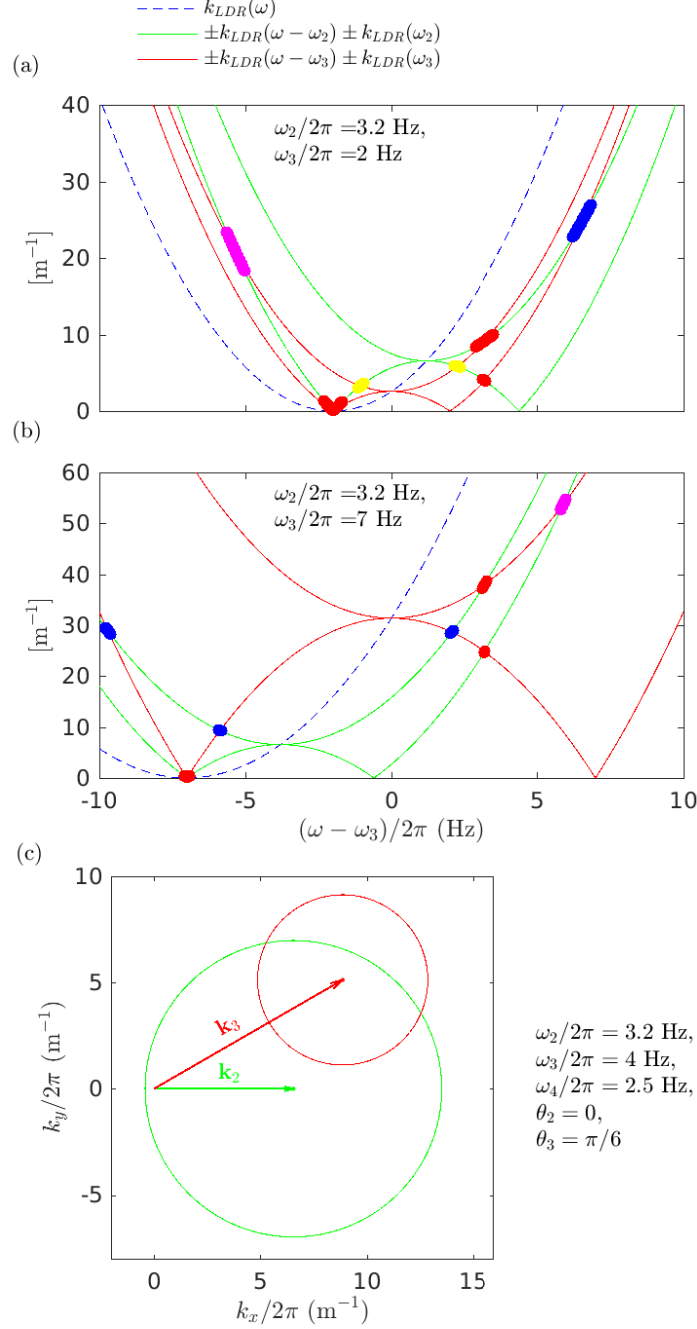 k_{LDR}(ω)
±k_{LDR}(ω − ω_2) ± k_{LDR}(ω_2)
±k_{LDR}(ω − ω_3) ± k_{LDR}(ω_3)
(a)
ω_2/2π =3.2 Hz,
ω_3/2π =2 Hz
[m^{-1}]
40
30
20
10
0
(b)
ω_2/2π =3.2 Hz,
ω_3/2π =7 Hz
[m^{-1}]
60
50
40
30
20
10
0
-10 -5 0 5 10
(ω − ω_3)/2π (Hz)
(c)
k_y/2π (m^{-1})
10
5
0
-5
k_3
k_2
0 5 10 15
k_x/2π (m^{-1})
ω_2/2π = 3.2 Hz,
ω_3/2π = 4 Hz,
ω_4/2π = 2.5 Hz,
θ_2 = 0,
θ_3 = π/6